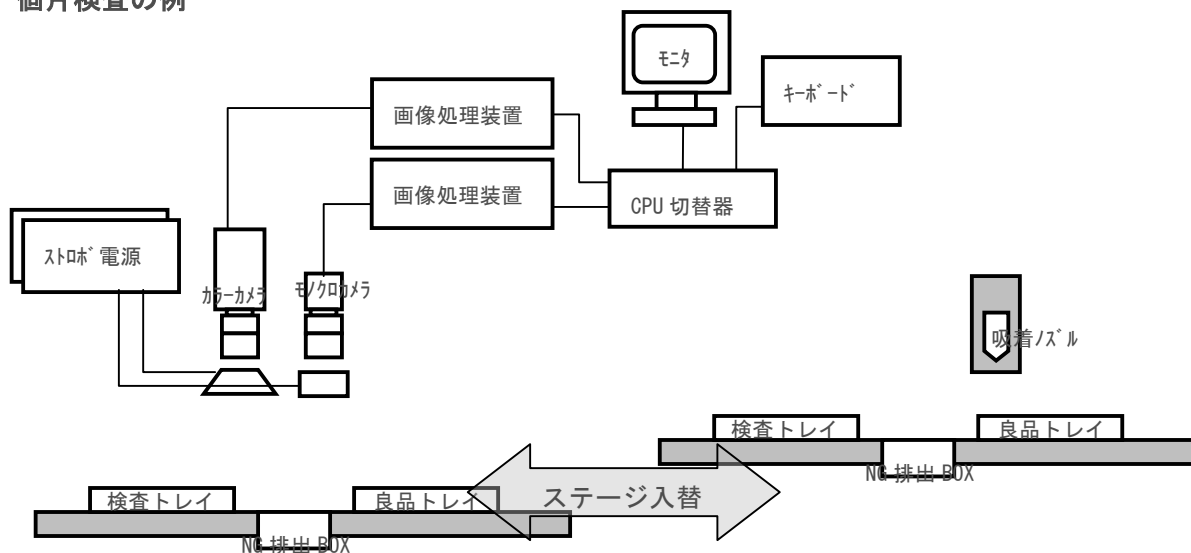 個片検査の例
ﾓﾆﾀ
ｷｰﾎﾞｰﾄﾞ
画像処理装置
画像処理装置
CPU 切替器
ｽﾄﾛﾎﾞ電源
ｶﾗｰｶﾒﾗ
ﾓﾉｸﾛｶﾒﾗ
吸着ﾉｽﾞﾙ
検査トレイ
良品トレイ
NG 排出 BOX
ステージ入替
検査トレイ
良品トレイ
NG 排出 BOX